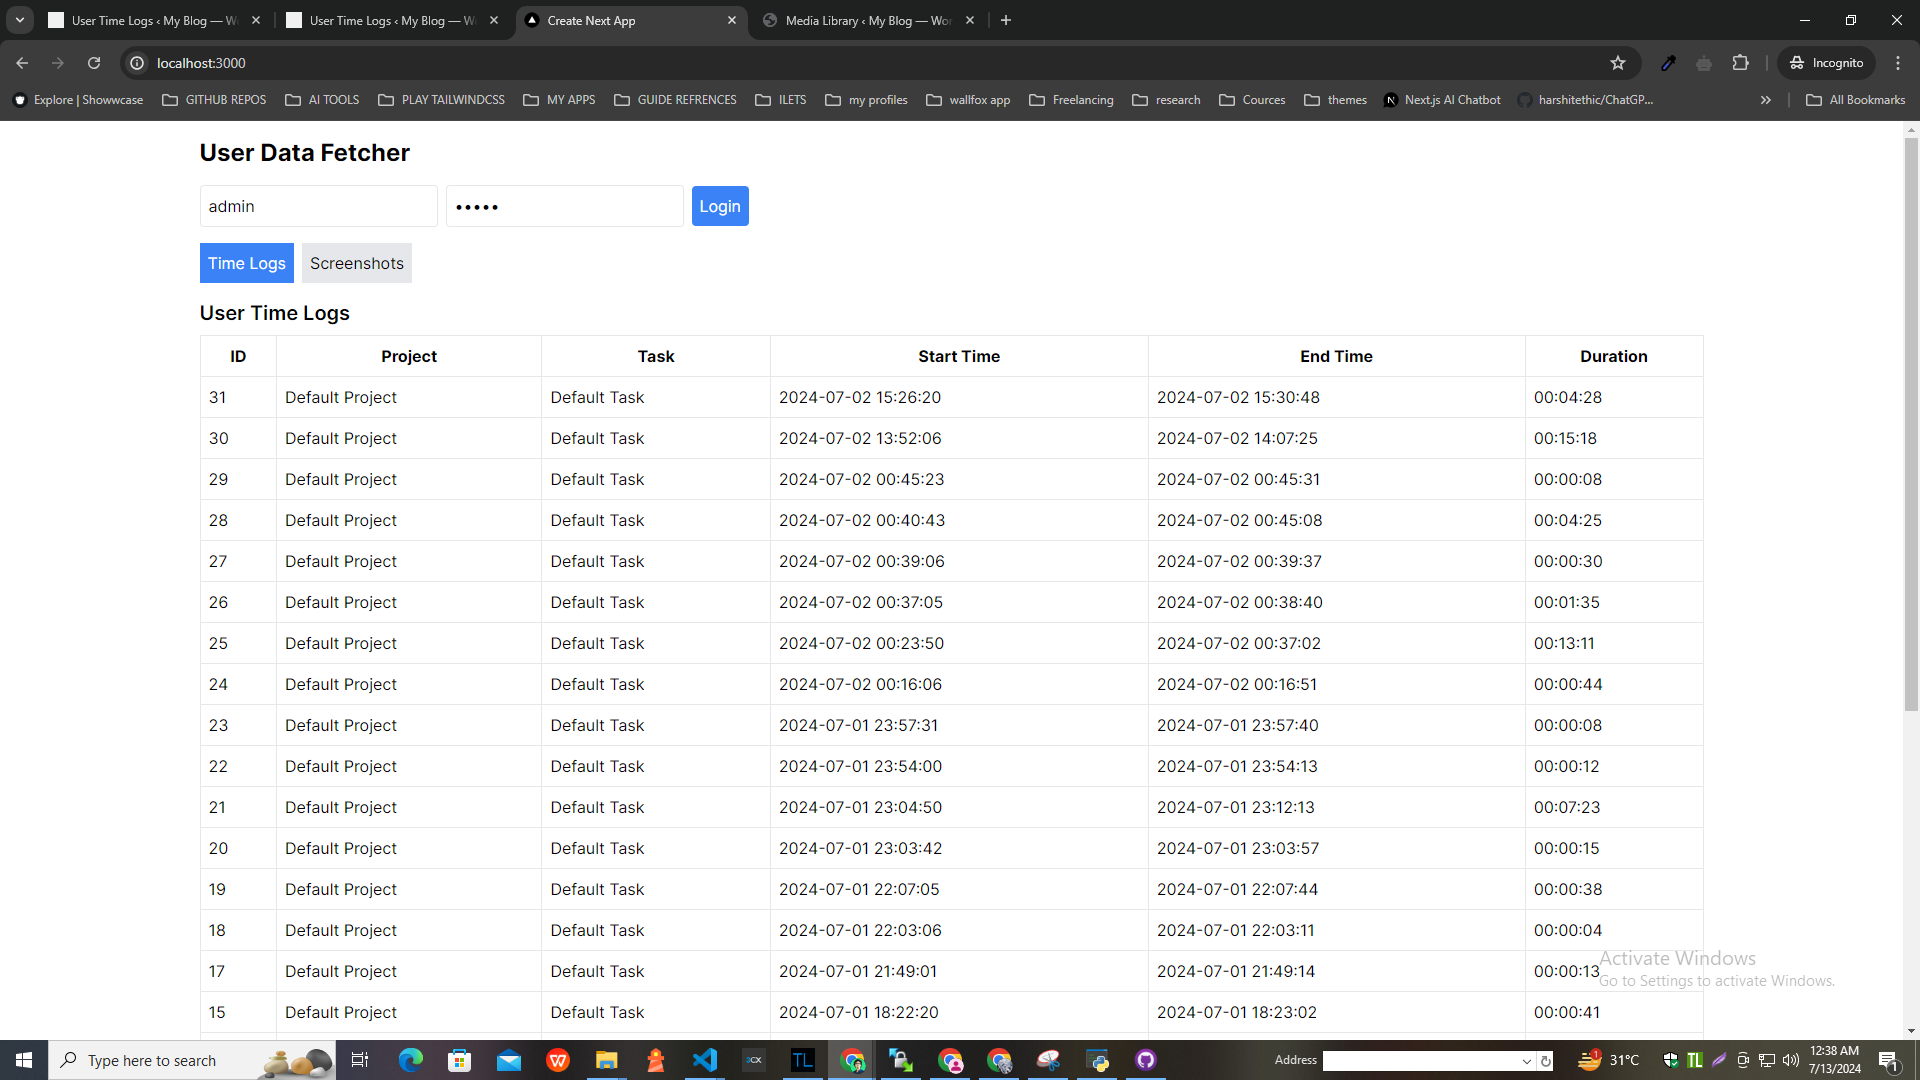 User Time Logs ‹ My Blog — W
User Time Logs ‹ My Blog — W
Create Next App
Media Library ‹ My Blog — Wor
localhost:3000
Incognito
Explore | Showwcase
GITHUB REPOS
AI TOOLS
PLAY TAILWINDCSS
MY APPS
GUIDE REFRENCES
ILETS
my profiles
wallfox app
Freelancing
research
Cources
themes
Next.js AI Chatbot
harshitethic/ChatGP...
All Bookmarks
User Data Fetcher
admin
•••••
Login
Time Logs
Screenshots
User Time Logs
ID Project Task Start Time End Time Duration
31 Default Project Default Task 2024-07-02 15:26:20 2024-07-02 15:30:48 00:04:28
30 Default Project Default Task 2024-07-02 13:52:06 2024-07-02 14:07:25 00:15:18
29 Default Project Default Task 2024-07-02 00:45:23 2024-07-02 00:45:31 00:00:08
28 Default Project Default Task 2024-07-02 00:40:43 2024-07-02 00:45:08 00:04:25
27 Default Project Default Task 2024-07-02 00:39:06 2024-07-02 00:39:37 00:00:30
26 Default Project Default Task 2024-07-02 00:37:05 2024-07-02 00:38:40 00:01:35
25 Default Project Default Task 2024-07-02 00:23:50 2024-07-02 00:37:02 00:13:11
24 Default Project Default Task 2024-07-02 00:16:06 2024-07-02 00:16:51 00:00:44
23 Default Project Default Task 2024-07-01 23:57:31 2024-07-01 23:57:40 00:00:08
22 Default Project Default Task 2024-07-01 23:54:00 2024-07-01 23:54:13 00:00:12
21 Default Project Default Task 2024-07-01 23:04:50 2024-07-01 23:12:13 00:07:23
20 Default Project Default Task 2024-07-01 23:03:42 2024-07-01 23:03:57 00:00:15
19 Default Project Default Task 2024-07-01 22:07:05 2024-07-01 22:07:44 00:00:38
18 Default Project Default Task 2024-07-01 22:03:06 2024-07-01 22:03:11 00:00:04
17 Default Project Default Task 2024-07-01 21:49:01 2024-07-01 21:49:14 00:00:13
15 Default Project Default Task 2024-07-01 18:22:20 2024-07-01 18:23:02 00:00:41
Activate Windows
Go to Settings to activate Windows.
Type here to search
3CX
TL
Address
31°C
TL
12:38 AM
7/13/2024
1